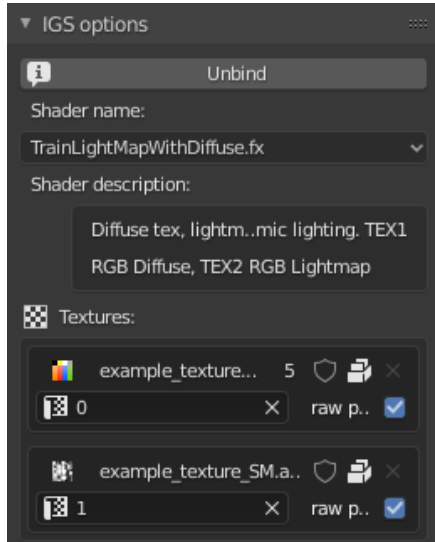 IGS options
Unbind
Shader name:
TrainLightMapWithDiffuse.fx
Shader description:
Diffuse tex, lightm..mic lighting. TEX1
RGB Diffuse, TEX2 RGB Lightmap
Textures:
example_texture... 5
0 raw p..
example_texture_SM.a..
1 raw p..